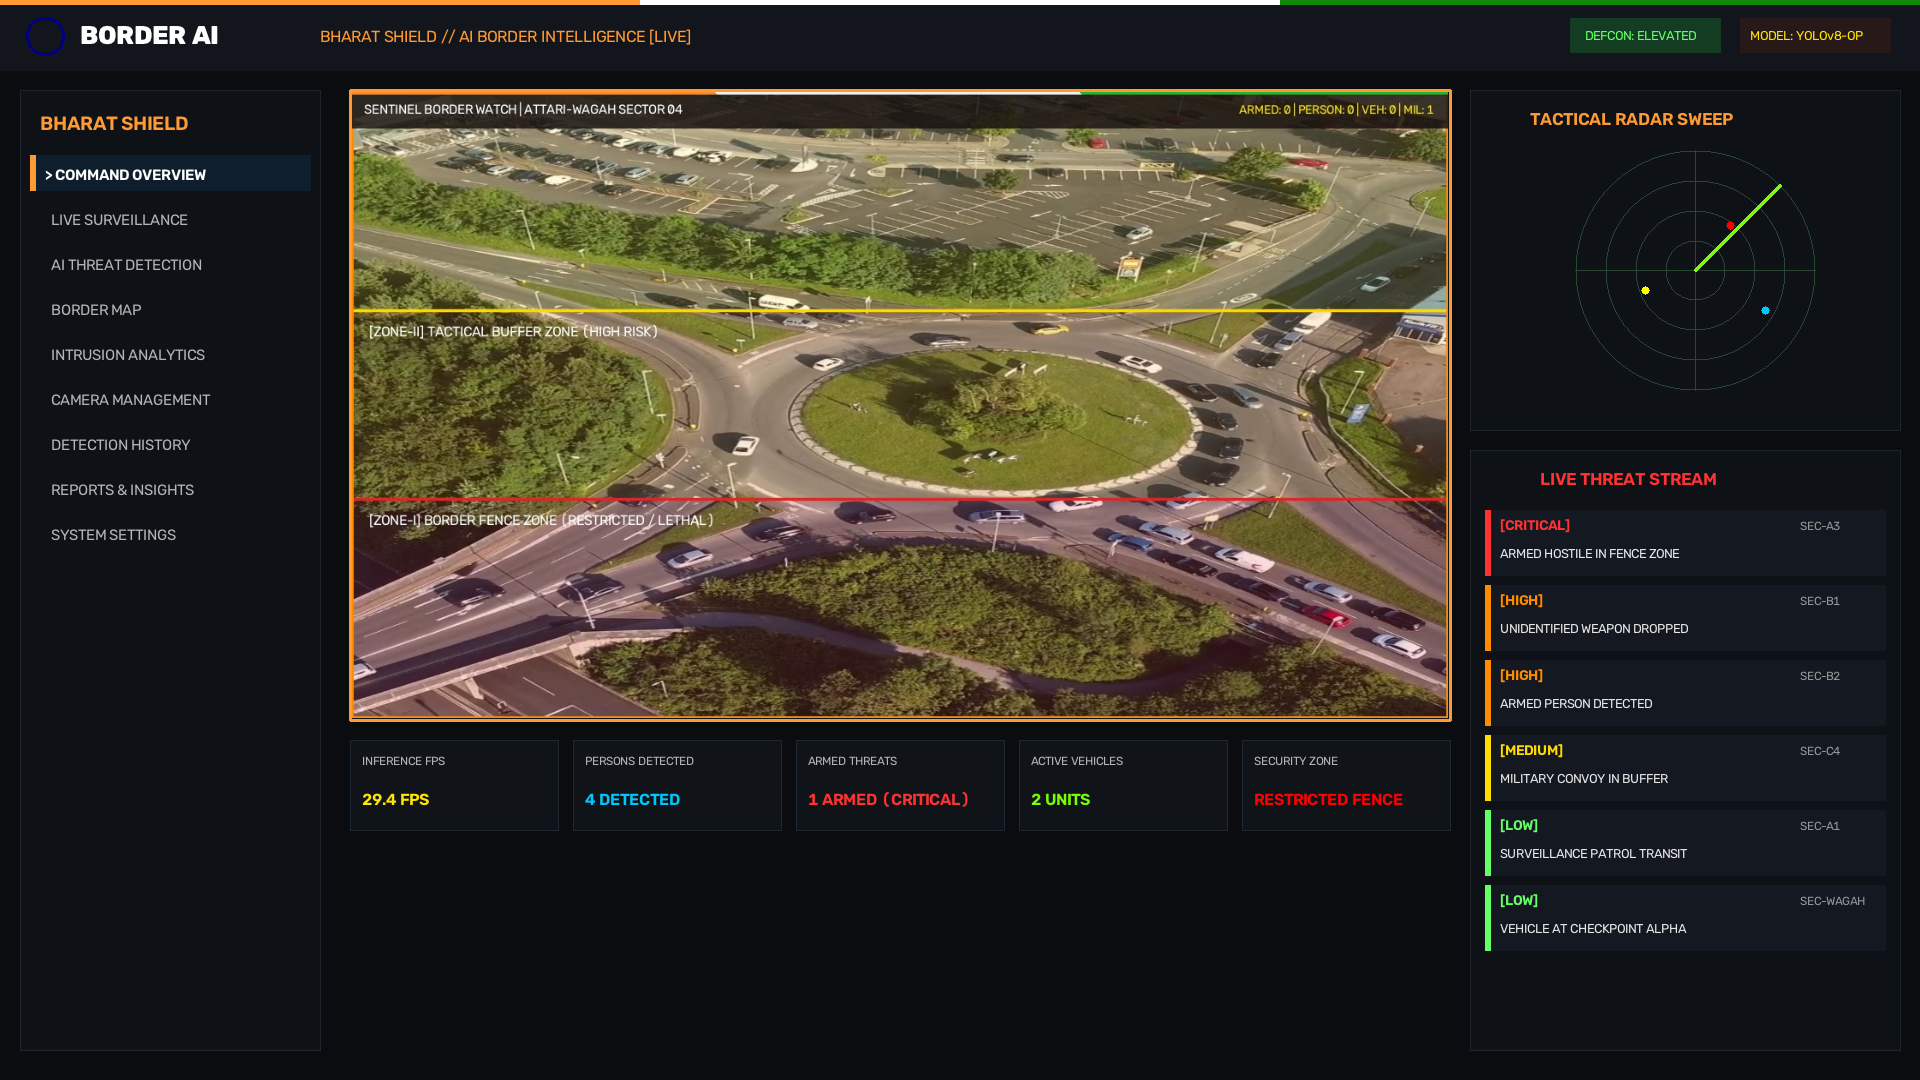 BORDER AI
BHARAT SHIELD // AI BORDER INTELLIGENCE [LIVE]
DEFCON: ELEVATED
MODEL: YOLOv8-OP
BHARAT SHIELD
> COMMAND OVERVIEW
LIVE SURVEILLANCE
AI THREAT DETECTION
BORDER MAP
INTRUSION ANALYTICS
CAMERA MANAGEMENT
DETECTION HISTORY
REPORTS & INSIGHTS
SYSTEM SETTINGS
SENTINEL BORDER WATCH | ATTARI-WAGAH SECTOR 04
ARMED: 0 | PERSON: 0 | VEH: 0 | MIL: 1
[ZONE-II] TACTICAL BUFFER ZONE (HIGH RISK)
[ZONE-I] BORDER FENCE ZONE (RESTRICTED / LETHAL)
INFERENCE FPS
29.4 FPS
PERSONS DETECTED
4 DETECTED
ARMED THREATS
1 ARMED (CRITICAL)
ACTIVE VEHICLES
2 UNITS
SECURITY ZONE
RESTRICTED FENCE
TACTICAL RADAR SWEEP
LIVE THREAT STREAM
[CRITICAL] SEC-A3
ARMED HOSTILE IN FENCE ZONE
[HIGH] SEC-B1
UNIDENTIFIED WEAPON DROPPED
[HIGH] SEC-B2
ARMED PERSON DETECTED
[MEDIUM] SEC-C4
MILITARY CONVOY IN BUFFER
[LOW] SEC-A1
SURVEILLANCE PATROL TRANSIT
[LOW] SEC-WAGAH
VEHICLE AT CHECKPOINT ALPHA